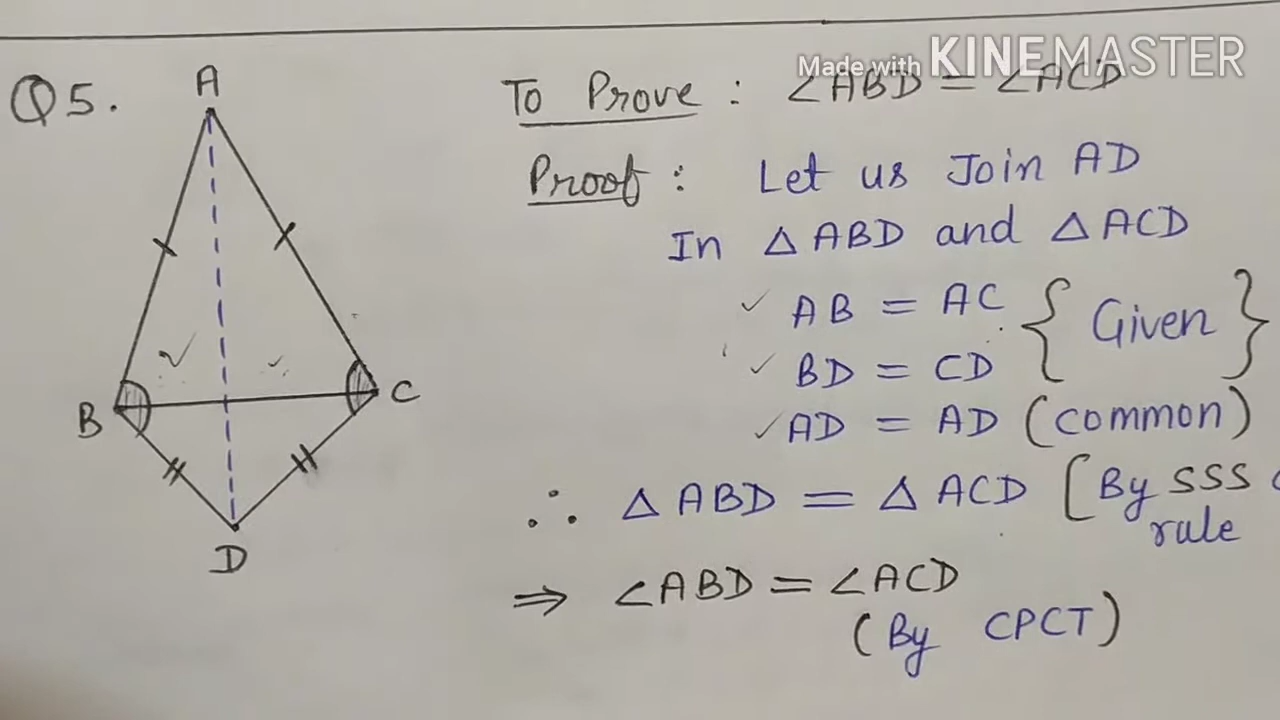 Made with KINEMASTER
Q5.
A
B
C
D
To Prove : ∠ABD = ∠ACD
Proof : Let us Join AD
In △ABD and △ACD
AB = AC
BD = CD
{Given}
AD = AD (common)
∴ △ABD = △ACD [By SSS
rule
⇒ ∠ABD = ∠ACD
(By CPCT)